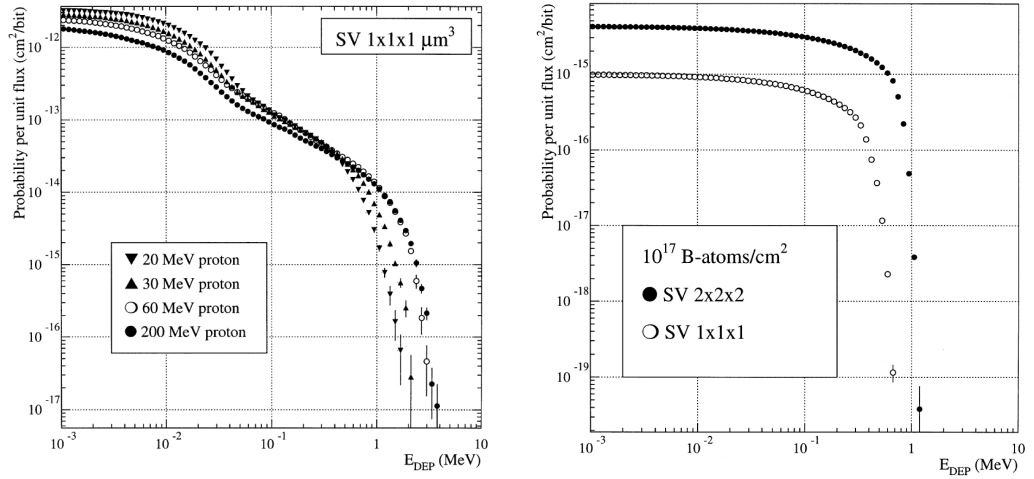 Probability per unit flux (cm²/bit)
10⁻¹²
10⁻¹³
10⁻¹⁴
10⁻¹⁵
10⁻¹⁶
10⁻¹⁷
SV 1x1x1 μm³
20 MeV proton
30 MeV proton
60 MeV proton
200 MeV proton
10⁻³ 10⁻² 10⁻¹ 1 10
E_DEP (MeV)
Probability per unit flux (cm²/bit)
10⁻¹⁵
10⁻¹⁶
10⁻¹⁷
10⁻¹⁸
10⁻¹⁹
10¹⁷ B-atoms/cm²
SV 2x2x2
SV 1x1x1
10⁻³ 10⁻² 10⁻¹ 1 10
E_DEP (MeV)